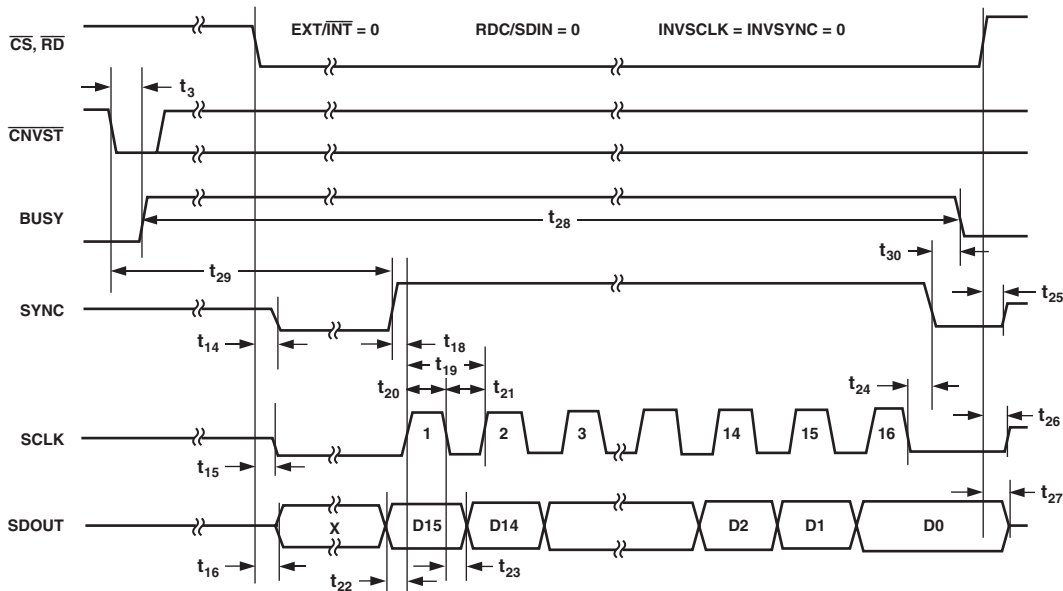 EXT/INT = 0 RDC/SDIN = 0 INVSCLK = INVSYNC = 0
CS, RD
t3
CNVST
BUSY
t28
t30
t29
SYNC
t25
t14
t18
t19
t20
t21
t24
t26
SCLK
1 2 3 14 15 16
t15
t27
SDOUT
X D15 D14 D2 D1 D0
t16
t22
t23